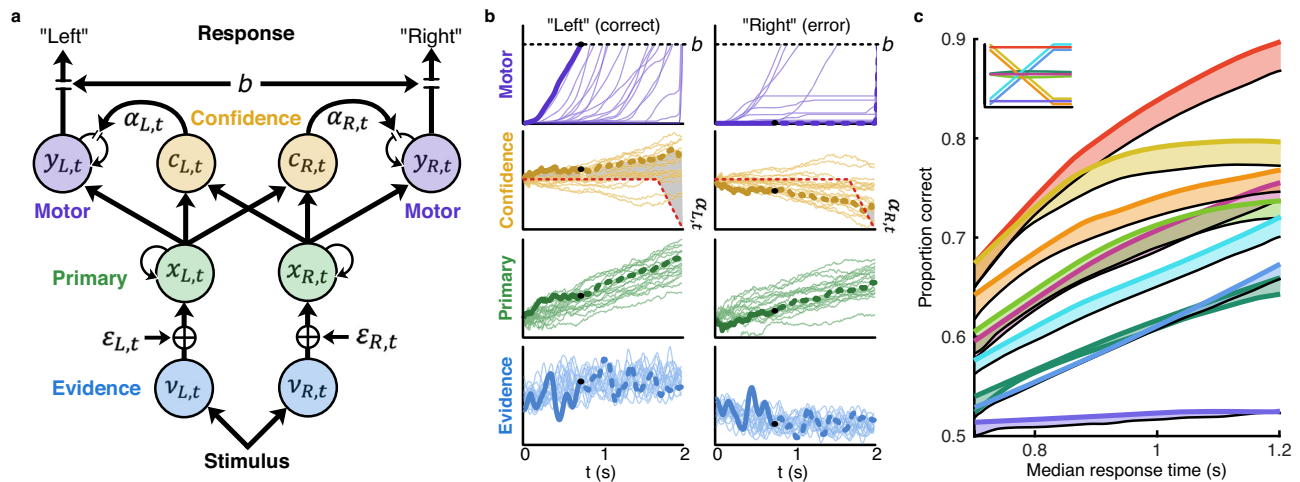 a
"Left"
Response
"Right"
b
α_{L,t}
Confidence
α_{R,t}
y_{L,t}
c_{L,t}
c_{R,t}
y_{R,t}
Motor
Motor
Primary
x_{L,t}
x_{R,t}
ε_{L,t}
ε_{R,t}
Evidence
ν_{L,t}
ν_{R,t}
Stimulus
b
"Left" (correct)
"Right" (error)
Motor
b
b
Confidence
α_{L,t}
α_{R,t}
Primary
Evidence
0
1
2
0
1
2
t (s)
t (s)
c
0.9
0.8
0.7
0.6
0.5
Proportion correct
0.8
1
1.2
Median response time (s)